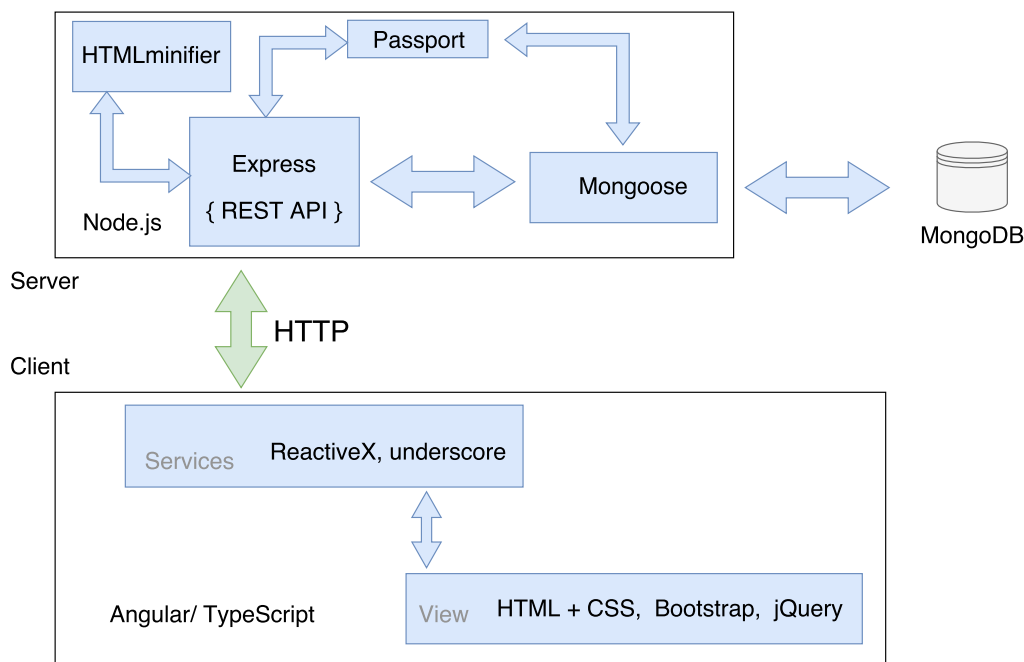 HTMLminifier
Passport
Express
{ REST API }
Mongoose
Node.js
MongoDB
Server
HTTP
Client
Services
ReactiveX, underscore
Angular/ TypeScript
View
HTML + CSS, Bootstrap, jQuery